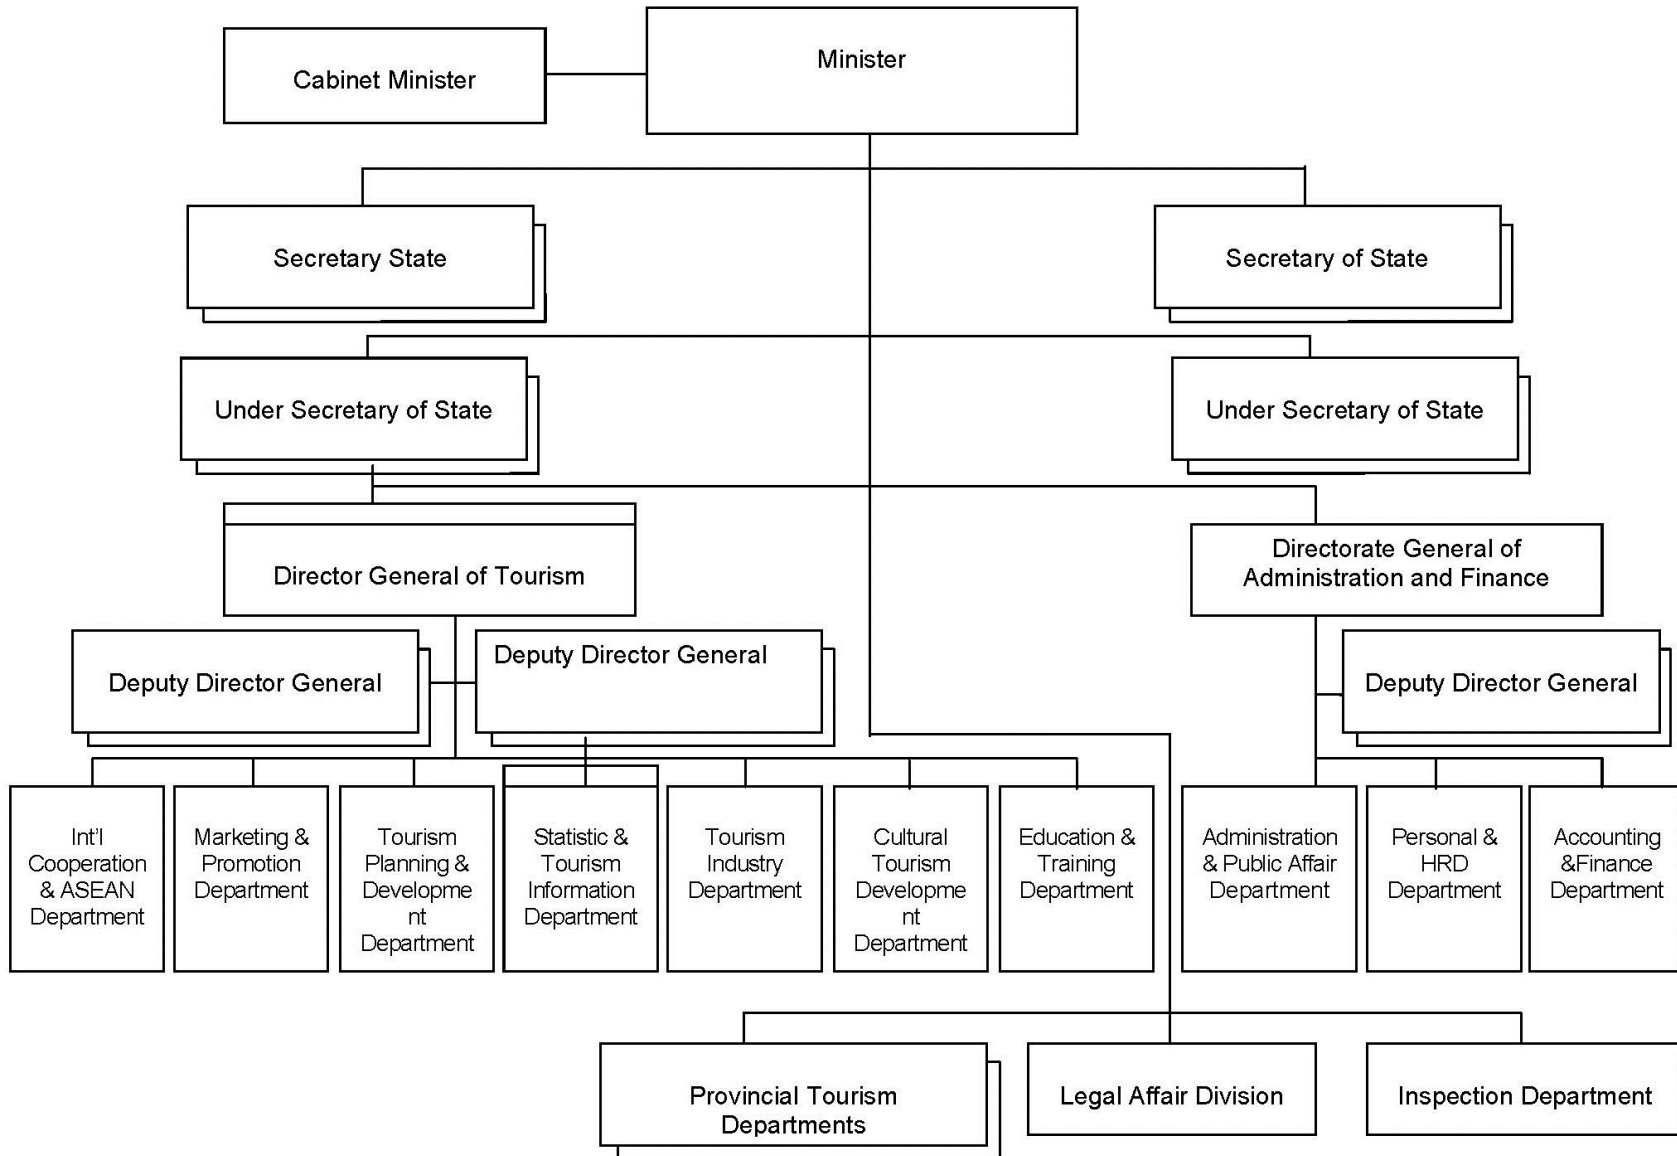 Minister
Cabinet Minister
Secretary State
Secretary of State
Under Secretary of State
Under Secretary of State
Director General of Tourism
Directorate General of
Administration and Finance
Deputy Director General
Deputy Director General
Deputy Director General
Int'l
Cooperation
& ASEAN
Department
Marketing &
Promotion
Department
Tourism
Planning &
Developme
nt
Department
Statistic &
Tourism
Information
Department
Tourism
Industry
Department
Cultural
Tourism
Developme
nt
Department
Education &
Training
Department
Administration
& Public Affair
Department
Personal &
HRD
Department
Accounting
&Finance
Department
Provincial Tourism
Departments
Legal Affair Division
Inspection Department